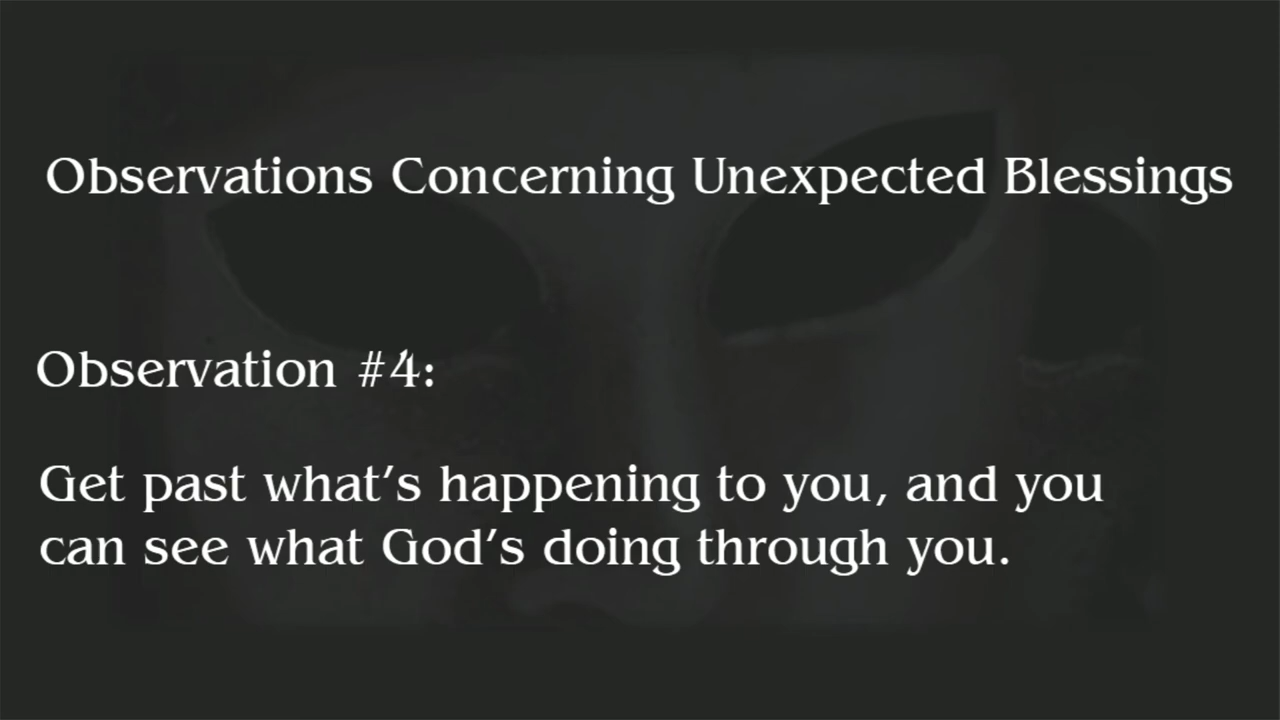 Observations Concerning Unexpected Blessings
Observation #4:
Get past what’s happening to you, and you
can see what God’s doing through you.